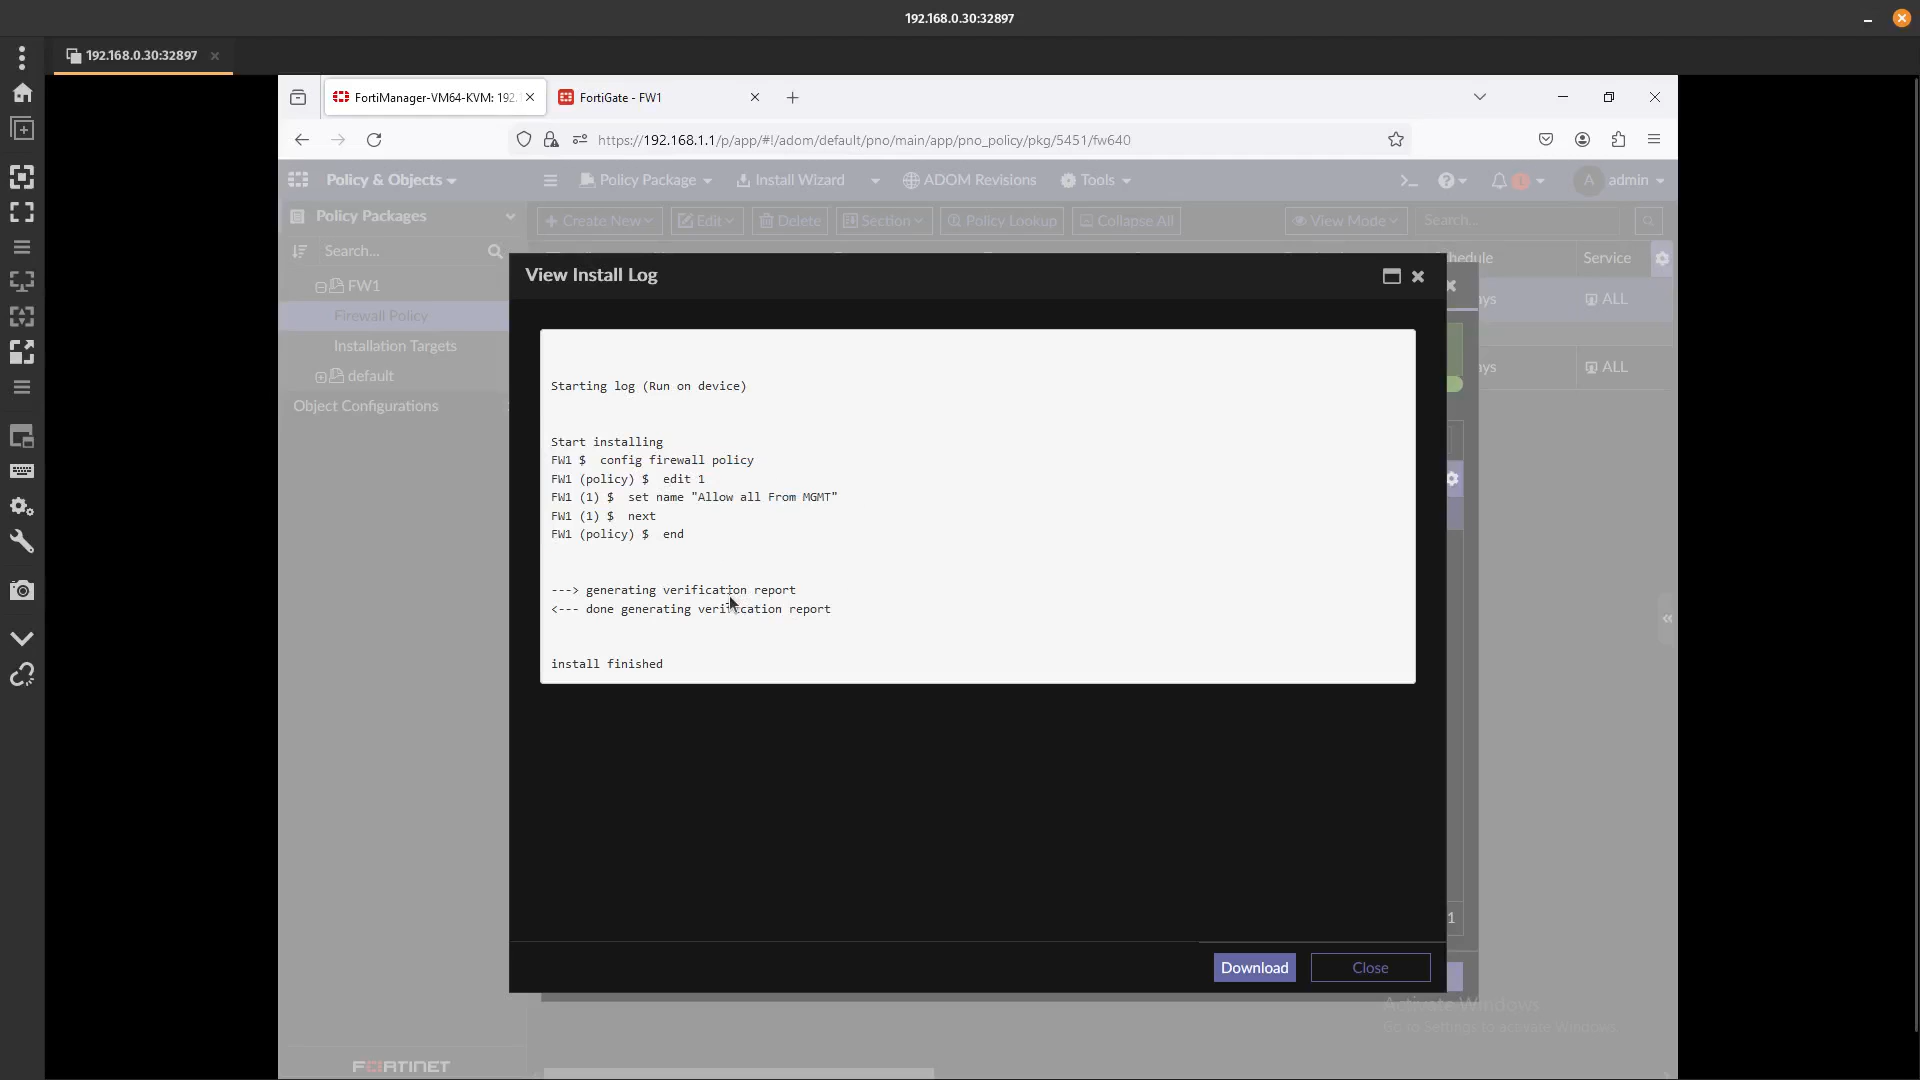 192.168.0.30:32897
192.168.0.30:32897
FortiManager-VM64-KVM: 192.1
FortiGate - FW1
https://192.168.1.1/p/app/#!/adom/default/pno/main/app/pno_policy/pkg/5451/fw640
Policy & Objects
Policy Package
Install Wizard
ADOM Revisions
Tools
A
admin
Policy Packages
Create New
Edit
Delete
Section
Policy Lookup
Collapse All
View Mode
Search...
Search...
hedule
Service
FW1
Firewall Policy
Installation Targets
default
Object Configurations
ys
ALL
ys
ALL
View Install Log
Starting log (Run on device)
Start installing
FW1 $ config firewall policy
FW1 (policy) $ edit 1
FW1 (1) $ set name "Allow all From MGMT"
FW1 (1) $ next
FW1 (policy) $ end
---> generating verification report
<--- done generating verification report
install finished
1
Download
Close
Activate Windows
Go to Settings to activate Windows.
FORTINET